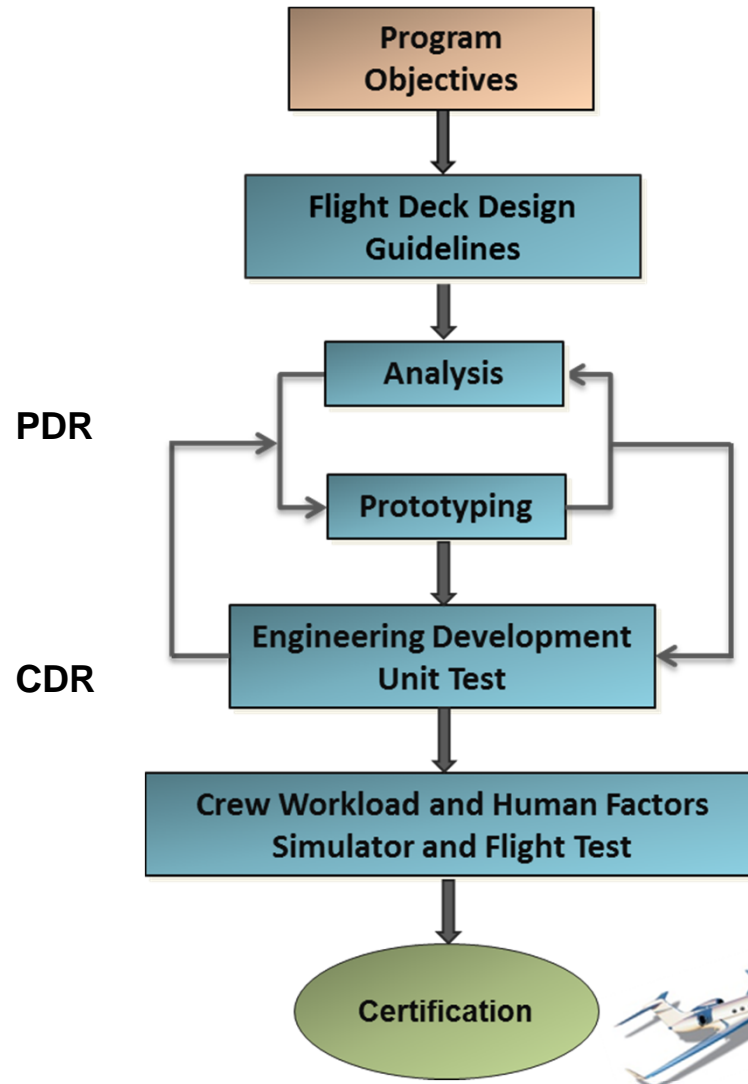 Program
Objectives
Flight Deck Design
Guidelines
Analysis
PDR
Prototyping
Engineering Development
Unit Test
CDR
Crew Workload and Human Factors
Simulator and Flight Test
Certification